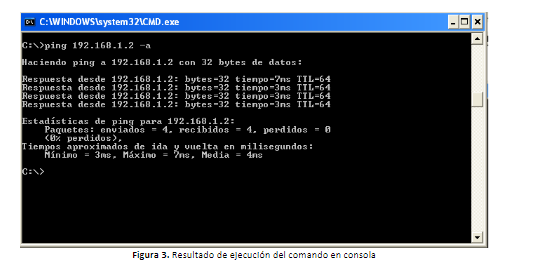 C:\WINDOWS\system32\CMD.exe
C:\>ping 192.168.1.2 -a
Haciendo ping a 192.168.1.2 con 32 bytes de datos:
Respuesta desde 192.168.1.2: bytes=32 tiempo=7ms TTL=64
Respuesta desde 192.168.1.2: bytes=32 tiempo=3ms TTL=64
Respuesta desde 192.168.1.2: bytes=32 tiempo=3ms TTL=64
Respuesta desde 192.168.1.2: bytes=32 tiempo=3ms TTL=64
Estadísticas de ping para 192.168.1.2:
Paquetes: enviados = 4, recibidos = 4, perdidos = 0
(0% perdidos),
Tiempos aproximados de ida y vuelta en milisegundos:
Mínimo = 3ms, Máximo = 7ms, Media = 4ms
C:\>
Figura 3. Resultado de ejecución del comando en consola